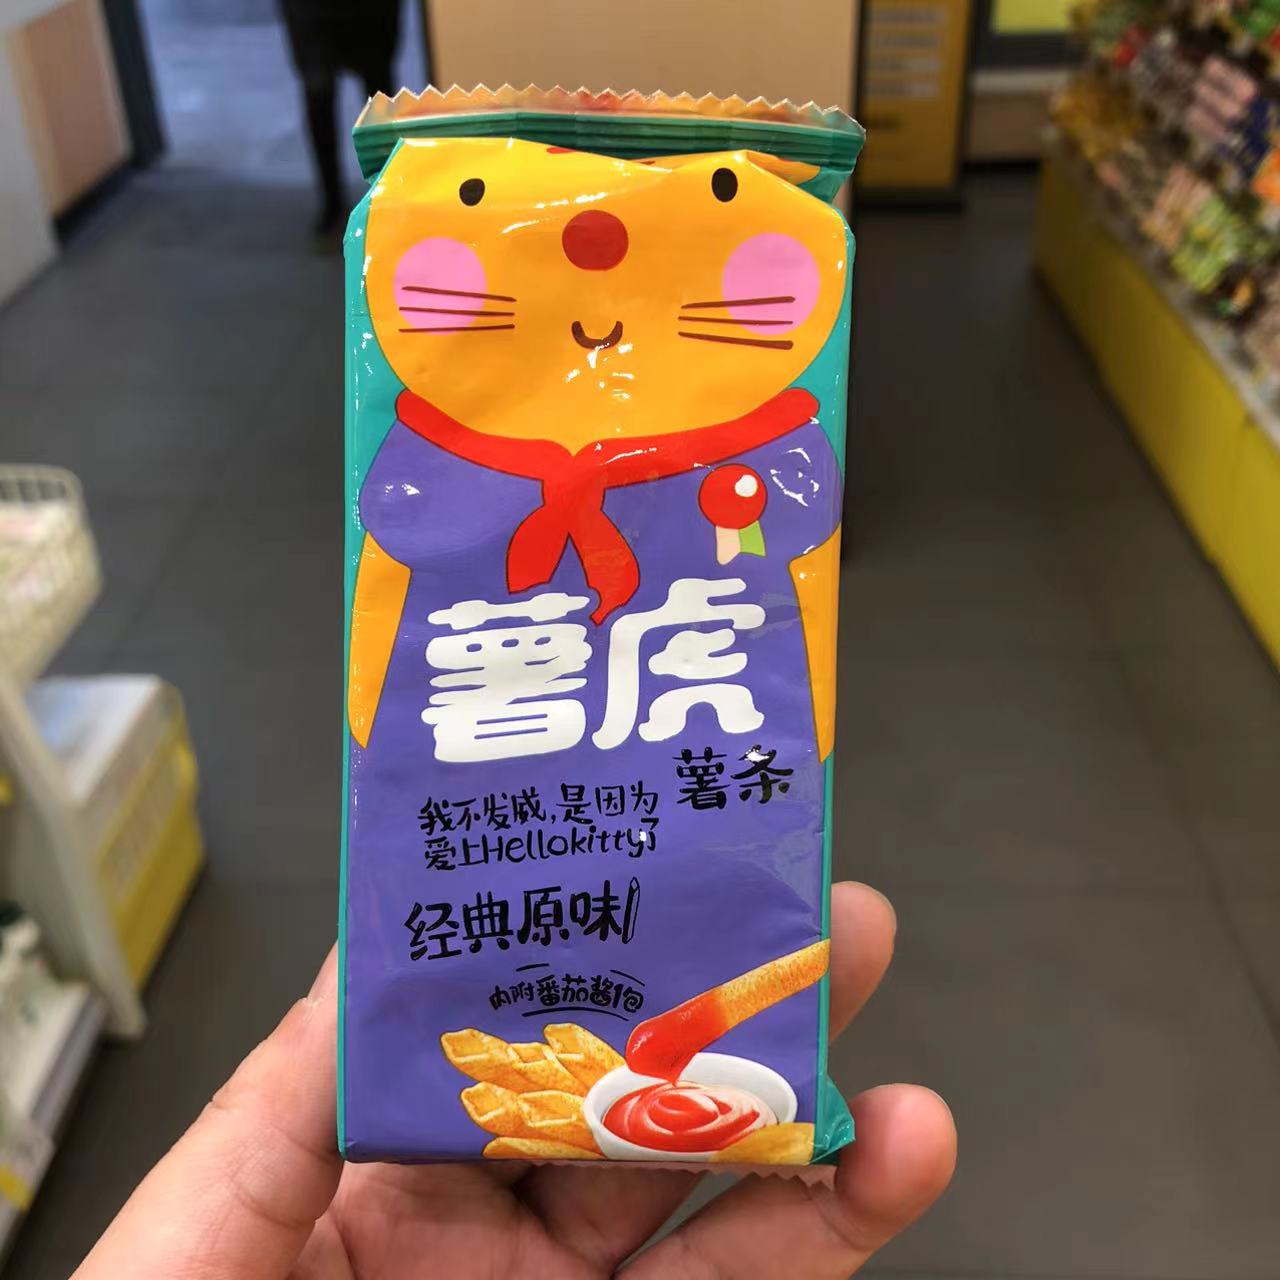 薯虎
薯条
我不发威,是因为
爱上Hellokitty了
经典原味
内附番茄酱1包